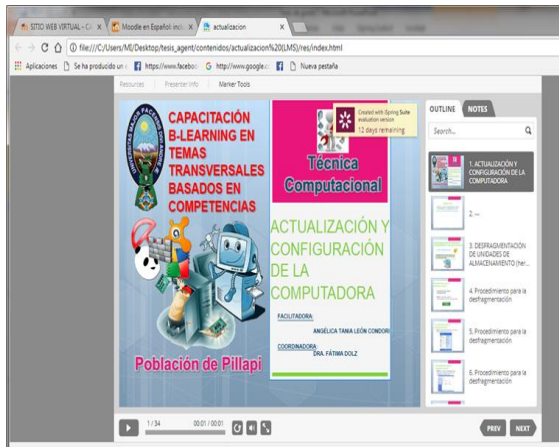 SITIO WEB VIRTUAL - C
Moodle en Español: inic
actualizacion
file:///C:/Users/MI/Desktop/tesis_agent/contenidos/actualizacion%20(LMS)/res/index.html
Aplicaciones
Se ha producido un
https://www.faceboo
http://www.google.c
Nueva pestaña
Resources
Presenter Info
Marker Tools
CAPACITACIÓN
B-LEARNING EN
TEMAS
TRANSVERSALES
BASADOS EN
COMPETENCIAS
Población de Pillapi
Created with iSpring Suite
evaluation version
12 days remaining
Técnica
Computacional
ACTUALIZACIÓN Y
CONFIGURACIÓN
DE LA
COMPUTADORA
FACILITADORA:
ANGÉLICA TANIA LEÓN CONDORI
COORDINADORA:
DRA. FÁTIMA DOLZ
OUTLINE
NOTES
Search...
1. ACTUALIZACIÓN Y
CONFIGURACIÓN DE LA
COMPUTADORA
2. --
3. DESFRAGMENTACIÓN
DE UNIDADES DE
ALMACENAMIENTO (her...
4. Procedimiento para la
desfragmentación
5. Procedimiento para la
desfragmentación
6. Procedimiento para la
desfragmentación
1 / 34
00:01 / 00:01
PREV
NEXT